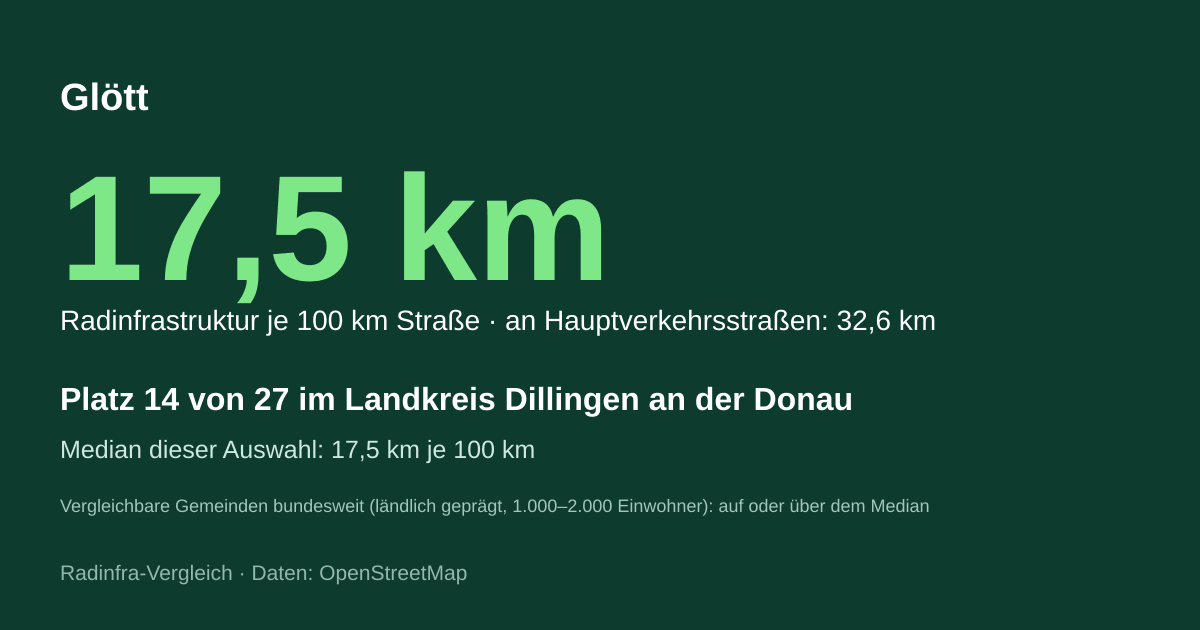 Glött
17,5 km
Radinfrastruktur je 100 km Straße · an Hauptverkehrsstraßen: 32,6 km
Platz 14 von 27 im Landkreis Dillingen an der Donau
Median dieser Auswahl: 17,5 km je 100 km
Vergleichbare Gemeinden bundesweit (ländlich geprägt, 1.000–2.000 Einwohner): auf oder über dem Median
Radinfra-Vergleich · Daten: OpenStreetMap